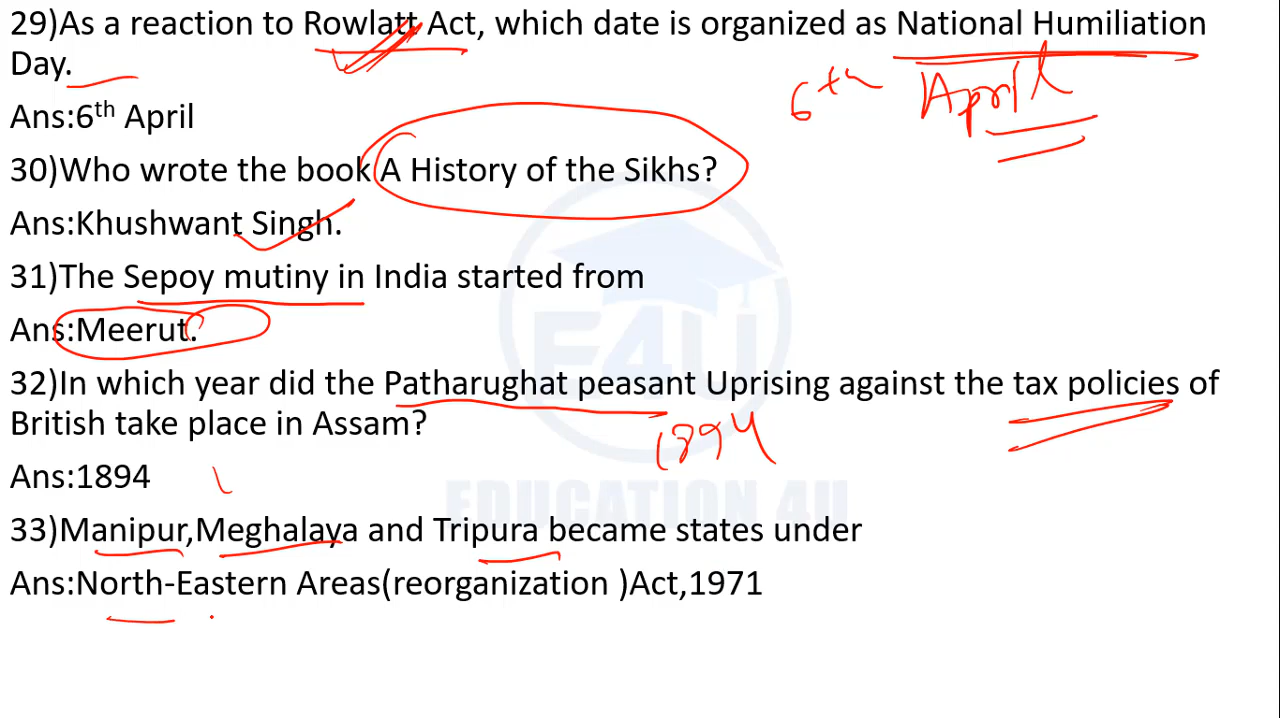 29)As a reaction to Rowlatt Act, which date is organized as National Humiliation
Day.
6th April
Ans:6th April
30)Who wrote the book A History of the Sikhs?
Ans:Khushwant Singh.
31)The Sepoy mutiny in India started from
Ans:Meerut.
E4U
32)In which year did the Patharughat peasant Uprising against the tax policies of
British take place in Assam?
1894
Ans:1894
EDUCATION 4U
33)Manipur,Meghalaya and Tripura became states under
Ans:North-Eastern Areas(reorganization )Act,1971